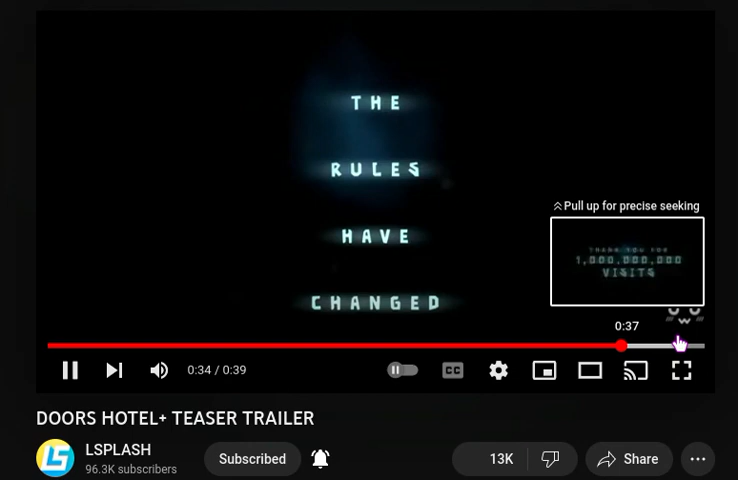 THE
RULES
HAVE
CHANGED
Pull up for precise seeking
THANK YOU FOR
1,000,000,000
VISITS
0:37
0:34 / 0:39
CC
DOORS HOTEL+ TEASER TRAILER
LSPLASH
96.3K subscribers
Subscribed
13K
Share